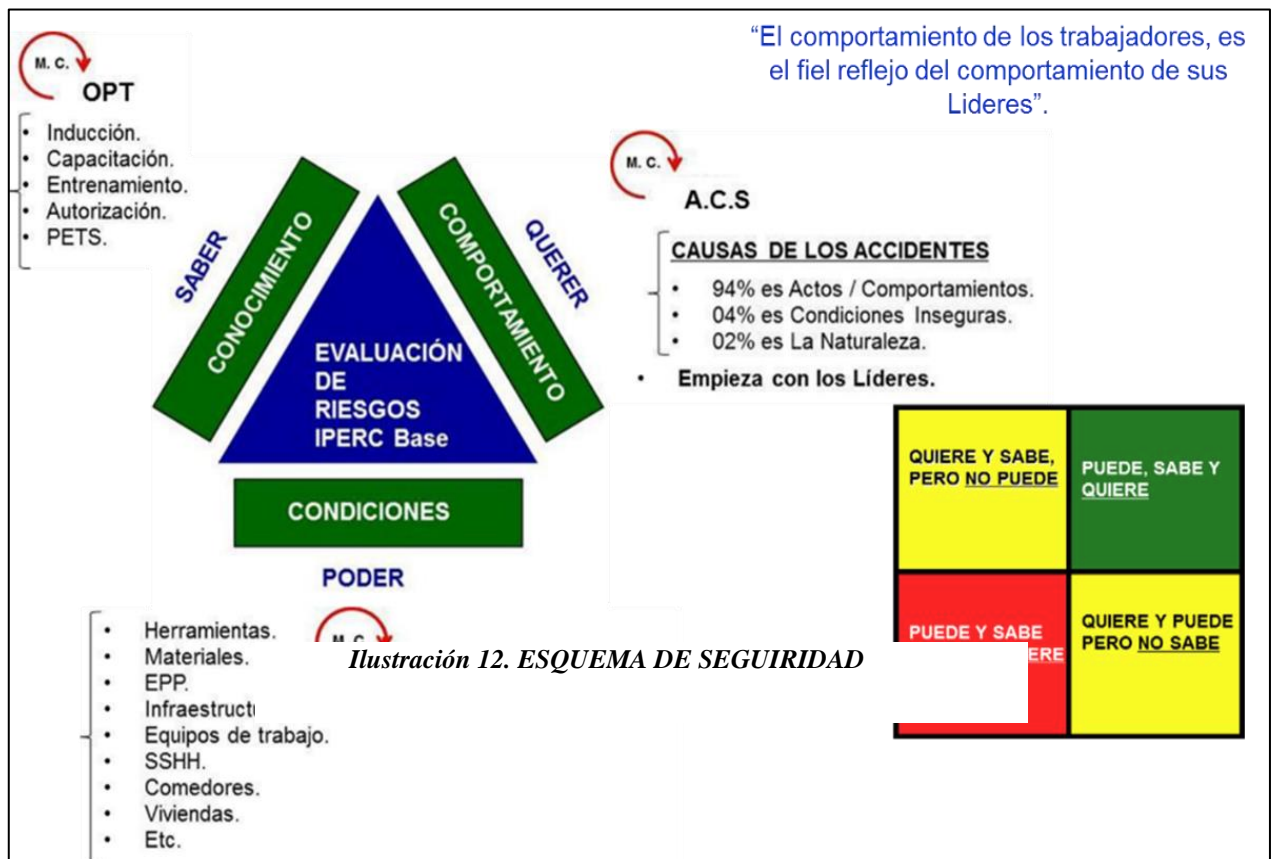 “El comportamiento de los trabajadores, es
el fiel reflejo del comportamiento de sus
Lideres”.
M. C.
OPT
• Inducción.
• Capacitación.
• Entrenamiento.
• Autorización.
• PETS.
SABER
CONOCIMIENTO
COMPORTAMIENTO
QUERER
EVALUACIÓN
DE
RIESGOS
IPERC Base
CONDICIONES
PODER
M. C.
A.C.S
CAUSAS DE LOS ACCIDENTES
• 94% es Actos / Comportamientos.
• 04% es Condiciones Inseguras.
• 02% es La Naturaleza.
• Empieza con los Líderes.
QUIERE Y SABE,
PERO NO PUEDE
PUEDE, SABE Y
QUIERE
PUEDE Y SABE
QUIERE Y PUEDE
PERO NO SABE
• Herramientas.
• Materiales.
• EPP.
• Equipos de trabajo.
• SSHH.
• Comedores.
• Viviendas.
• Etc.
Ilustración 12. ESQUEMA DE SEGUIRIDAD